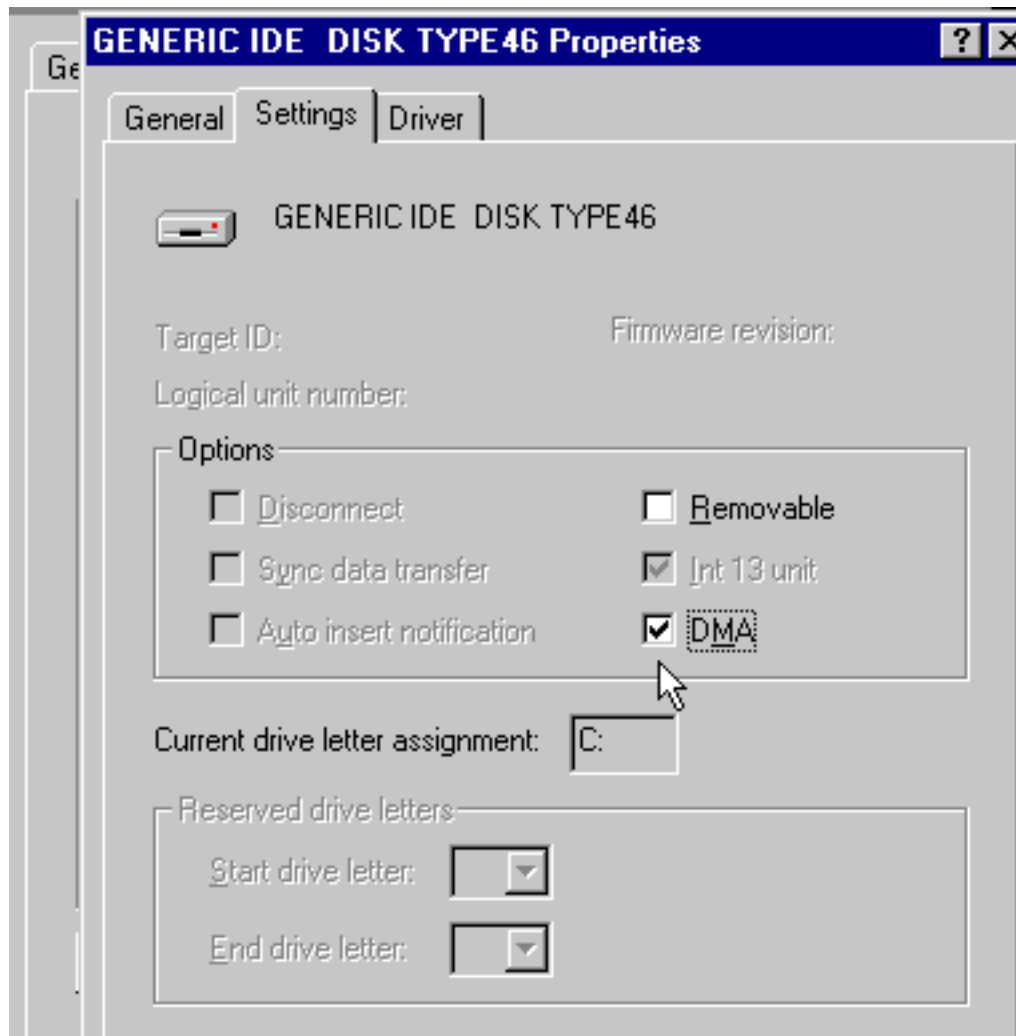 GENERIC IDE  DISK TYPE46 Properties
Ge
General Settings Driver
GENERIC IDE  DISK TYPE46
Target ID: Firmware revision:
Logical unit number:
Options
Disconnect Removable
Sync data transfer Int 13 unit
Auto insert notification DMA
Current drive letter assignment: C:
Reserved drive letters
Start drive letter:
End drive letter: